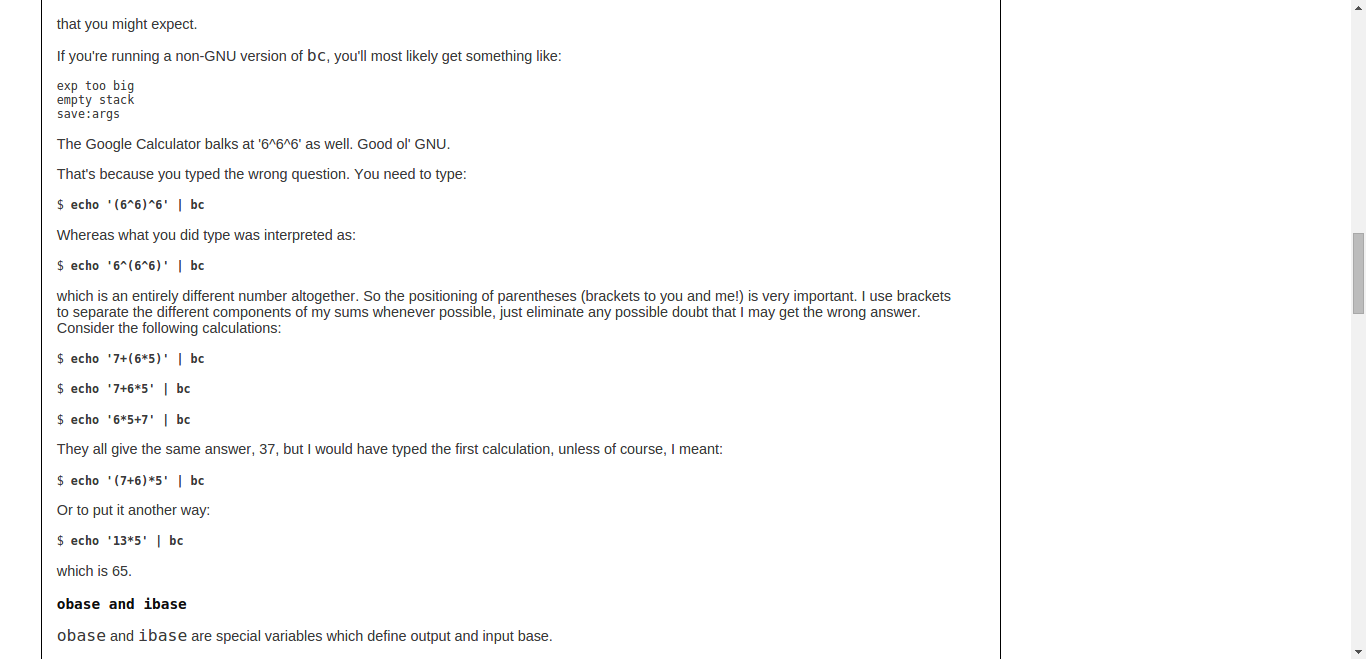 that you might expect.
If you're running a non-GNU version of bc, you'll most likely get something like:
exp too big
empty stack
save:args
The Google Calculator balks at '6^6^6' as well. Good ol' GNU.
That's because you typed the wrong question. You need to type:
$ echo '(6^6)^6' | bc
Whereas what you did type was interpreted as:
$ echo '6^(6^6)' | bc
which is an entirely different number altogether. So the positioning of parentheses (brackets to you and me!) is very important. I use brackets
to separate the different components of my sums whenever possible, just eliminate any possible doubt that I may get the wrong answer.
Consider the following calculations:
$ echo '7+(6*5)' | bc
$ echo '7+6*5' | bc
$ echo '6*5+7' | bc
They all give the same answer, 37, but I would have typed the first calculation, unless of course, I meant:
$ echo '(7+6)*5' | bc
Or to put it another way:
$ echo '13*5' | bc
which is 65.
obase and ibase
obase and ibase are special variables which define output and input base.